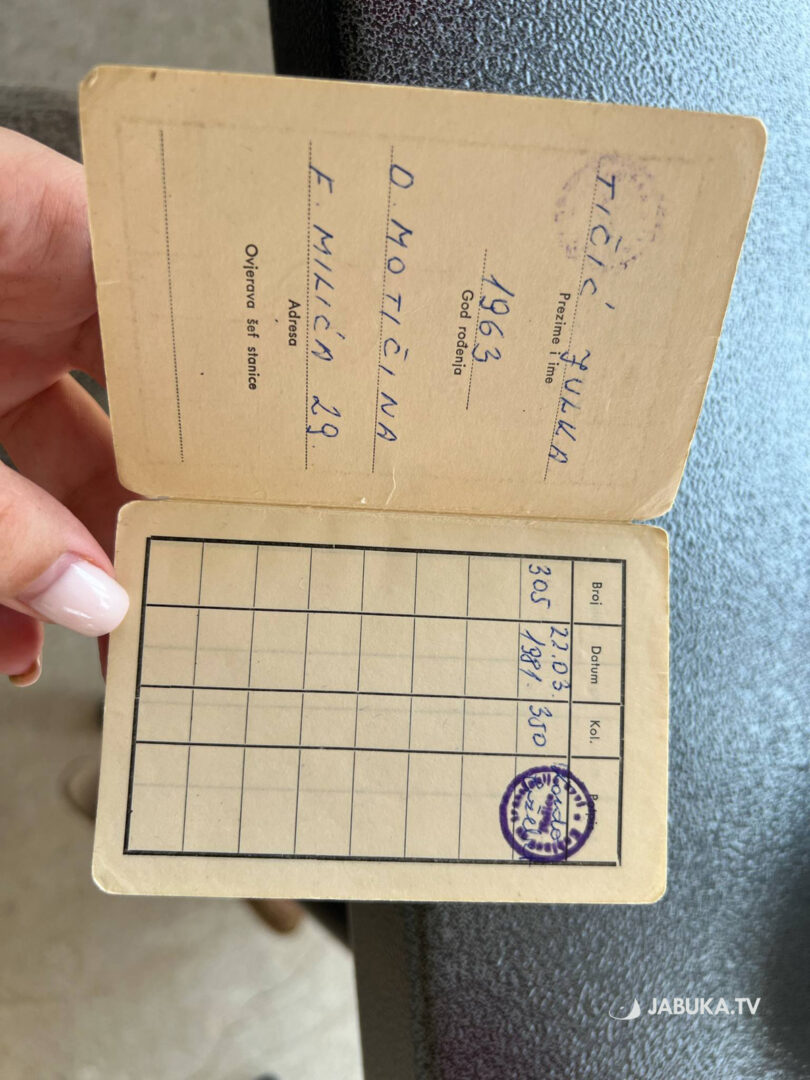 TIČIĆ JULKA
Prezime i ime
1963
God rođenja
D. MOTIČINA
F. MILIĆA 29.
Adresa
Ovjerava šef stanice
Broj Datum Kol.
305 22.03. 1981. 350
JABUKA.TV